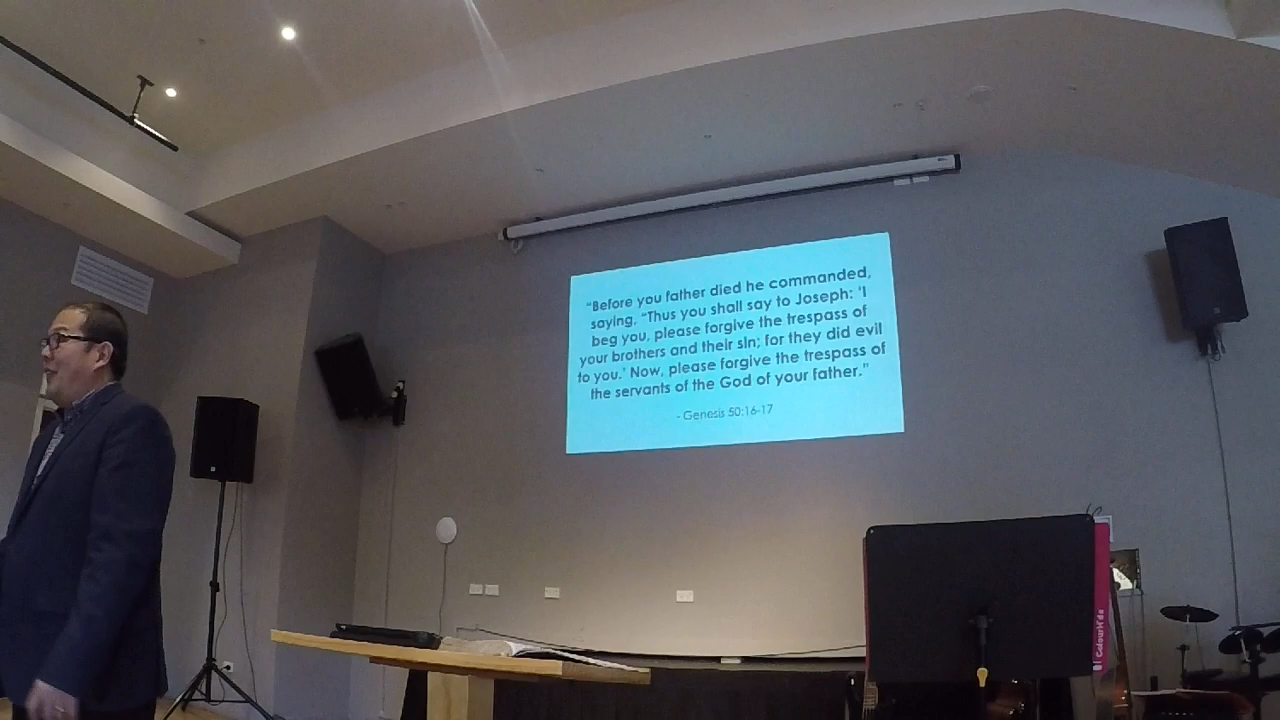 "Before you father died he commanded,
saying, "Thus you shall say to Joseph: 'I
beg you, please forgive the trespass of
your brothers and their sin; for they did evil
to you.' Now, please forgive the trespass of
the servants of the God of your father."
- Genesis 50:16-17